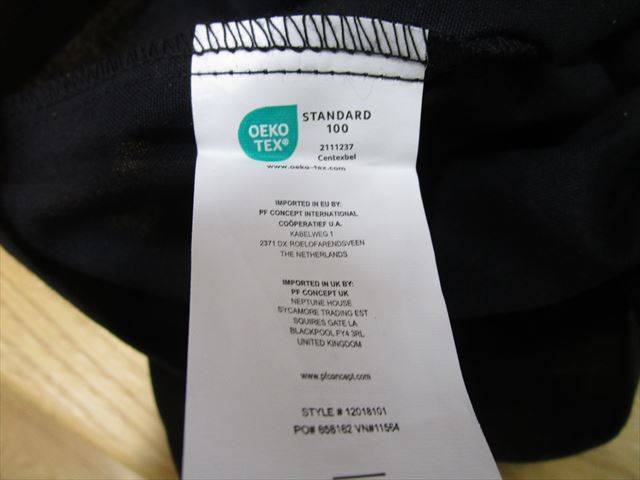 OEKO
TEX®
STANDARD
100
2111237
Centexbel
www.oeko-tex.com
IMPORTED IN EU BY:
PF CONCEPT INTERNATIONAL
COÖPERATIEF U.A.
KABELWEG 1
2371 DX ROELOFARENDSVEEN
THE NETHERLANDS
IMPORTED IN UK BY:
PF CONCEPT UK
NEPTUNE HOUSE
SYCAMORE TRADING EST
SQUIRES GATE LA
BLACKPOOL FY4 3RL
UNITED KINGDOM
www.pfconcept.com
STYLE # 12018101
PO# 658162 VN#11564